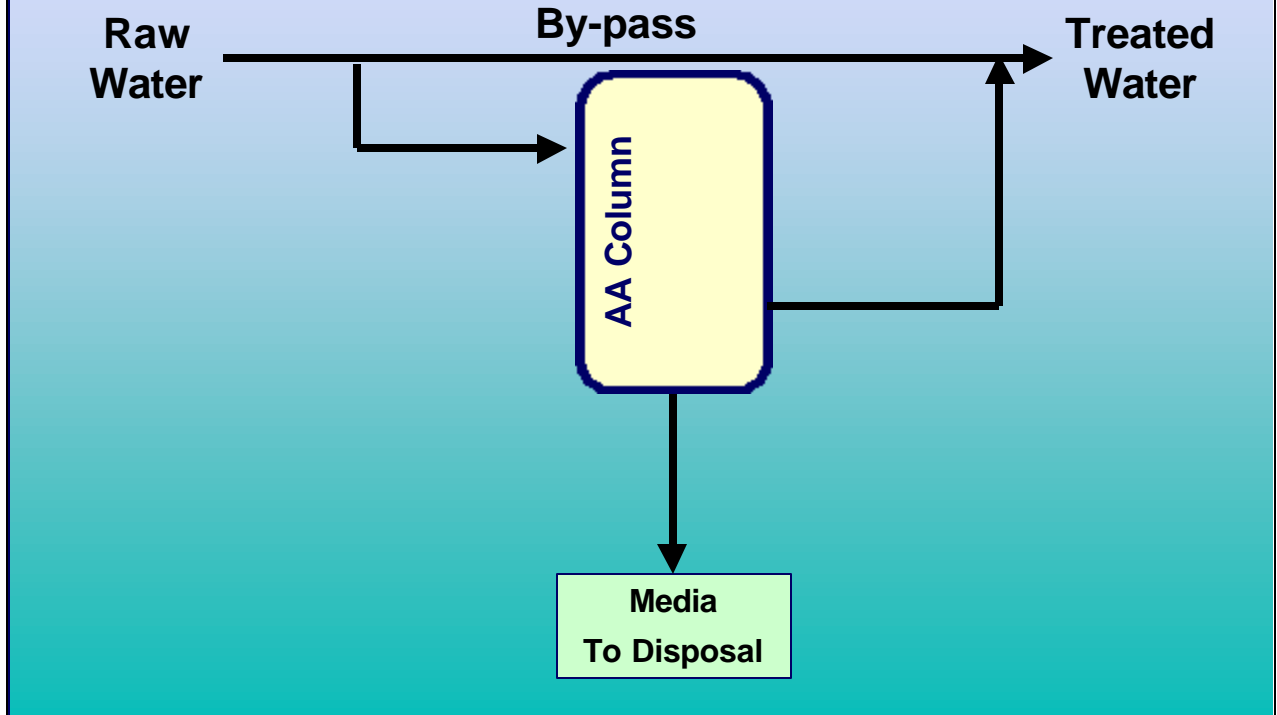 Raw
Water
By-pass
Treated
Water
AA Column
Media
To Disposal